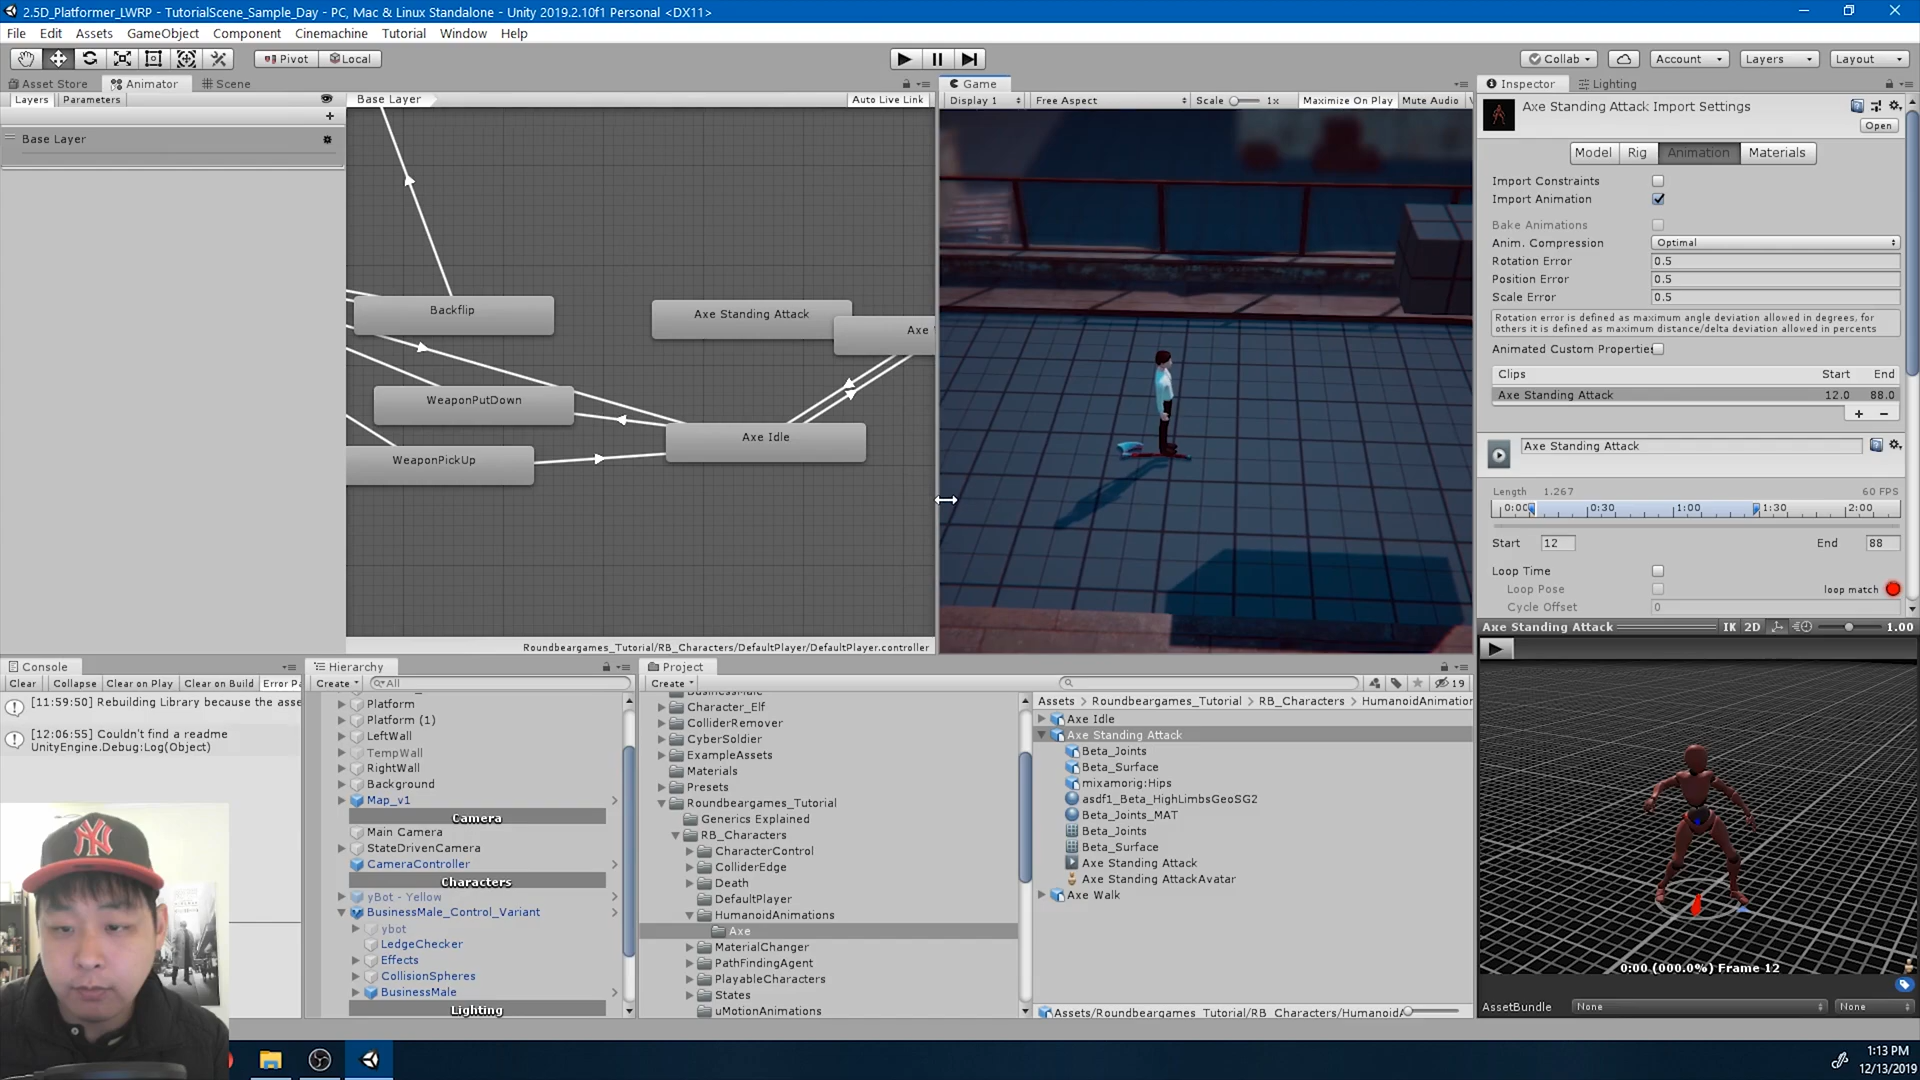 2.5D_Platformer_LWRP - TutorialScene_Sample_Day - PC, Mac & Linux Standalone - Unity 2019.2.10f1 Personal <DX11>
File Edit Assets GameObject Component Cinemachine Tutorial Window Help
Pivot Local
Collab Account Layers Layout
Asset Store Animator Scene
Layers Parameters
Base Layer Auto Live Link
Base Layer
Backflip
Axe Standing Attack
Axe
WeaponPutDown
Axe Idle
WeaponPickUp
Roundbeargames_Tutorial/RB_Characters/DefaultPlayer/DefaultPlayer.controller
Game
Display 1 Free Aspect Scale 1x Maximize On Play Mute Audio
Inspector Lighting
Axe Standing Attack Import Settings
Open
Model Rig Animation Materials
Import Constraints
Import Animation
Bake Animations
Anim. Compression Optimal
Rotation Error 0.5
Position Error 0.5
Scale Error 0.5
Rotation error is defined as maximum angle deviation allowed in degrees, for
others it is defined as maximum distance/delta deviation allowed in percents
Animated Custom Propertie
Clips Start End
Axe Standing Attack 12.0 88.0
Axe Standing Attack
Length 1.267 60 FPS
0:00 0:30 1:00 1:30 2:00
Start 12 End 88
Loop Time
Loop Pose loop match
Cycle Offset 0
Axe Standing Attack IK 2D 1.00
0:00 (000.0%) Frame 12
AssetBundle None None
Console
Clear Collapse Clear on Play Clear on Build Error Pa
[11:59:50] Rebuilding Library because the asse
[12:06:55] Couldn't find a readme
UnityEngine.Debug:Log(Object)
Hierarchy
Create All
Platform
Platform (1)
LeftWall
TempWall
RightWall
Background
Map_v1
Camera
Main Camera
StateDrivenCamera
CameraController
Characters
yBot - Yellow
BusinessMale_Control_Variant
ybot
LedgeChecker
Effects
CollisionSpheres
BusinessMale
Lighting
Project
Create 19
BusinessMale
Character_Elf
ColliderRemover
CyberSoldier
ExampleAssets
Materials
Presets
Roundbeargames_Tutorial
Generics Explained
RB_Characters
CharacterControl
ColliderEdge
Death
DefaultPlayer
HumanoidAnimations
Axe
MaterialChanger
PathFindingAgent
PlayableCharacters
States
uMotionAnimations
Assets Roundbeargames_Tutorial RB_Characters HumanoidAnimation
Axe Idle
Axe Standing Attack
Beta_Joints
Beta_Surface
mixamorig:Hips
asdf1_Beta_HighLimbsGeoSG2
Beta_Joints_MAT
Beta_Joints
Beta_Surface
Axe Standing Attack
Axe Standing AttackAvatar
Axe Walk
Assets/Roundbeargames_Tutorial/RB_Characters/HumanoidA
1:13 PM
12/13/2019